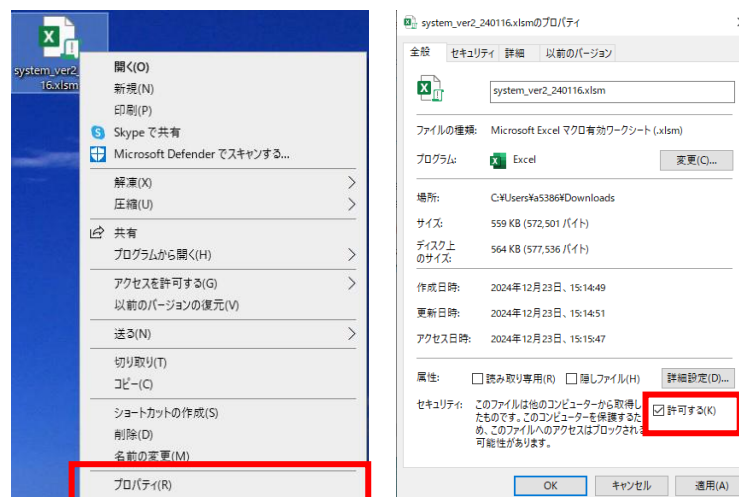 system_ver2_
16.xlsm
開く(O)
新規(N)
印刷(P)
Skype で共有
Microsoft Defender でスキャンする...
解凍(X)
圧縮(U)
共有
プログラムから開く(H)
アクセスを許可する(G)
以前のバージョンの復元(V)
送る(N)
切り取り(T)
コピー(C)
ショートカットの作成(S)
削除(D)
名前の変更(M)
プロパティ(R)
system_ver2_240116.xlsmのプロパティ
全般 セキュリティ 詳細 以前のバージョン
system_ver2_240116.xlsm
ファイルの種類: Microsoft Excel マクロ有効ワークシート (.xlsm)
プログラム: Excel 変更(C)...
場所: C:¥Users¥a5386¥Downloads
サイズ: 559 KB (572,501 バイト)
ディスク上
のサイズ: 564 KB (577,536 バイト)
作成日時: 2024年12月23日、15:14:49
更新日時: 2024年12月23日、15:14:51
アクセス日時: 2024年12月23日、15:15:47
属性: 読み取り専用(R) 隠しファイル(H) 詳細設定(D)...
セキュリティ: このファイルは他のコンピューターから取得し
たものです。このコンピューターを保護するた
め、このファイルへのアクセスはブロックされる
可能性があります。
許可する(K)
OK キャンセル 適用(A)